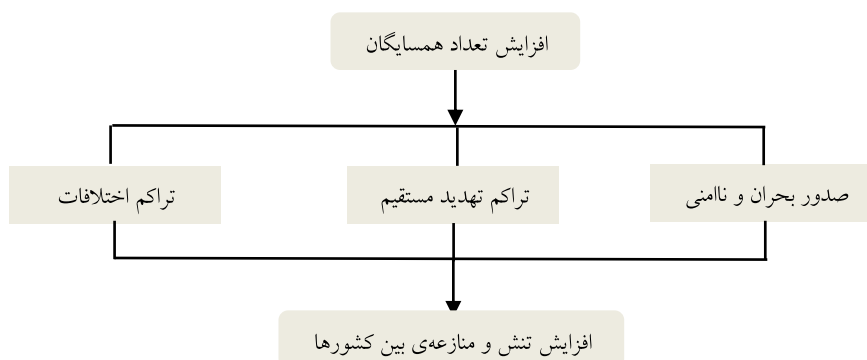 افزایش تعداد همسایگان
صدور بحران و ناامنی
تراکم تهدید مستقیم
تراکم اختلافات
افزایش تنش و منازعه‌ی بین کشورها